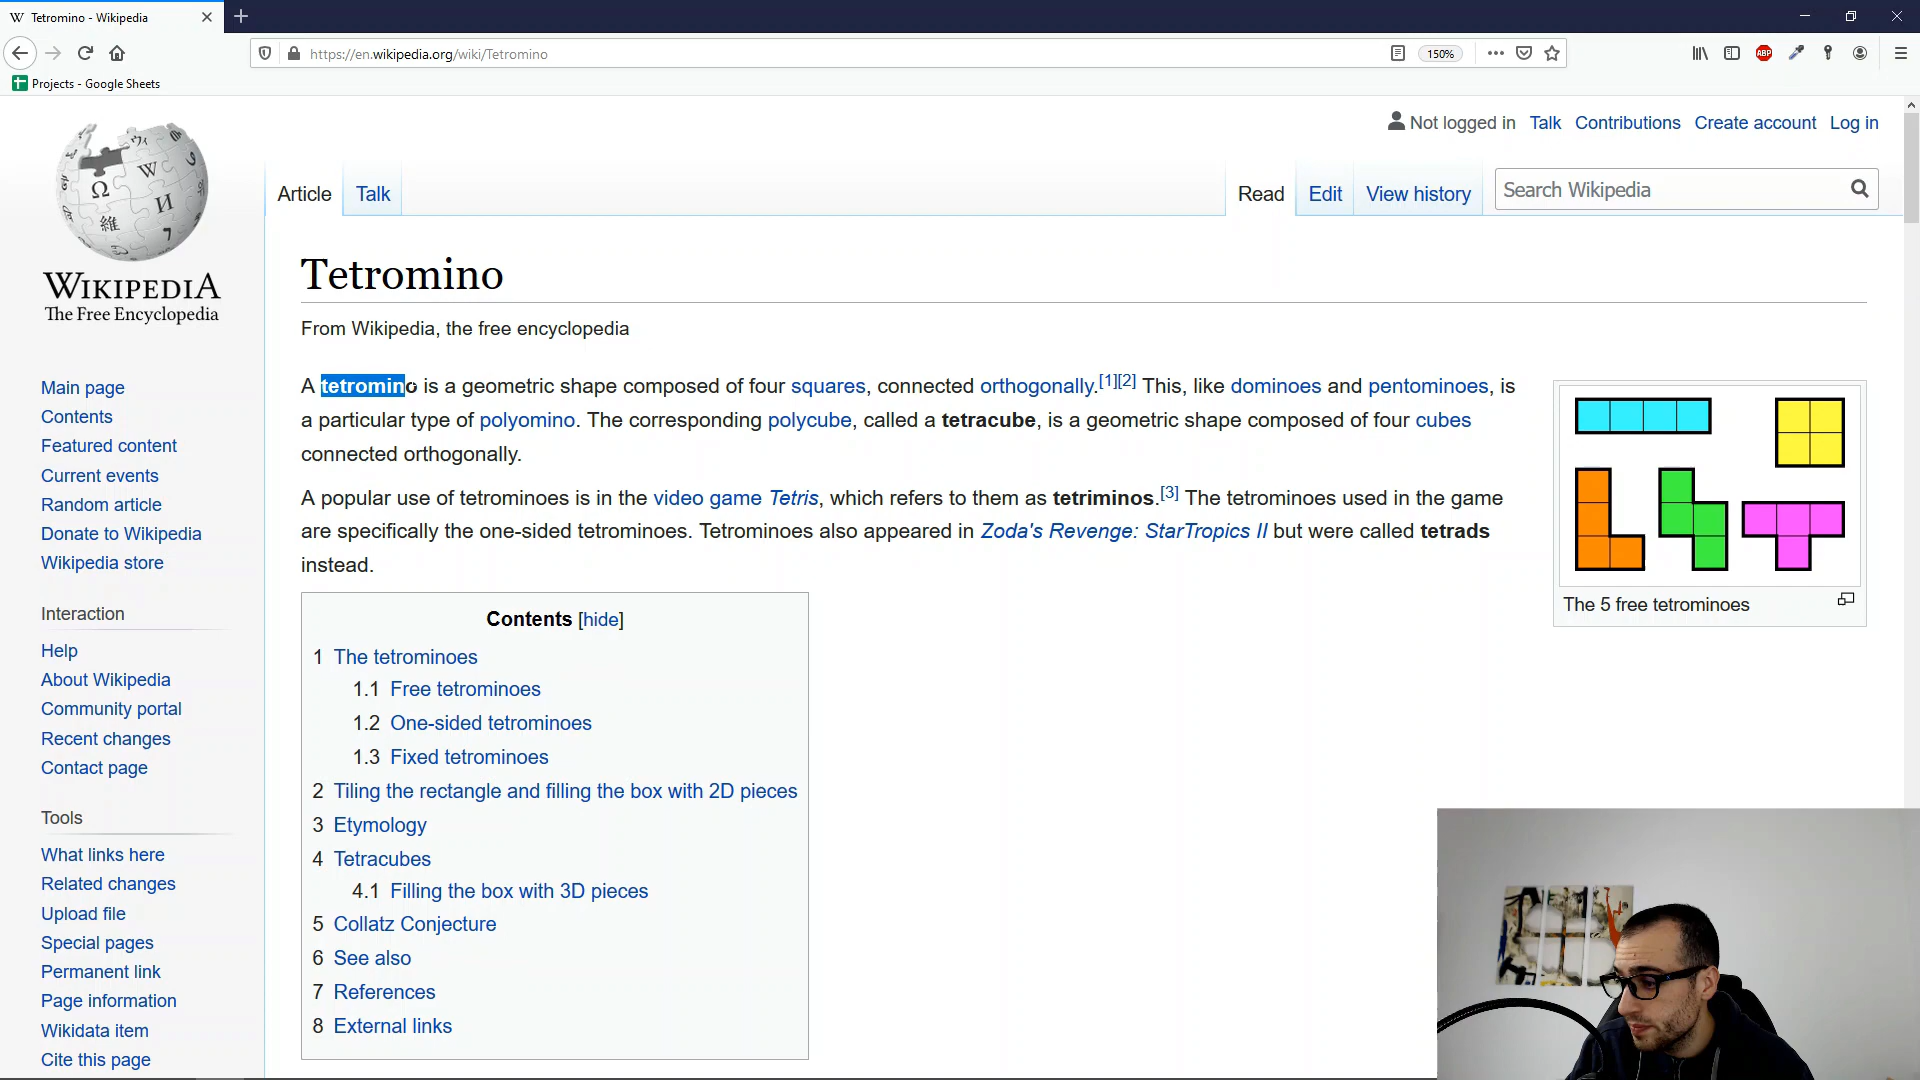 Tetromino - Wikipedia
https://en.wikipedia.org/wiki/Tetromino
150%
ABP
Projects - Google Sheets
Not logged in Talk Contributions Create account Log in
Article Talk Read Edit View history Search Wikipedia
WIKIPEDIA
The Free Encyclopedia
Main page
Contents
Featured content
Current events
Random article
Donate to Wikipedia
Wikipedia store
Interaction
Help
About Wikipedia
Community portal
Recent changes
Contact page
Tools
What links here
Related changes
Upload file
Special pages
Permanent link
Page information
Wikidata item
Cite this page
Tetromino
From Wikipedia, the free encyclopedia
A tetromino is a geometric shape composed of four squares, connected orthogonally.[1][2] This, like dominoes and pentominoes, is
a particular type of polyomino. The corresponding polycube, called a tetracube, is a geometric shape composed of four cubes
connected orthogonally.
A popular use of tetrominoes is in the video game Tetris, which refers to them as tetriminos.[3] The tetrominoes used in the game
are specifically the one-sided tetrominoes. Tetrominoes also appeared in Zoda's Revenge: StarTropics II but were called tetrads
instead.
The 5 free tetrominoes
Contents [hide]
1 The tetrominoes
1.1 Free tetrominoes
1.2 One-sided tetrominoes
1.3 Fixed tetrominoes
2 Tiling the rectangle and filling the box with 2D pieces
3 Etymology
4 Tetracubes
4.1 Filling the box with 3D pieces
5 Collatz Conjecture
6 See also
7 References
8 External links